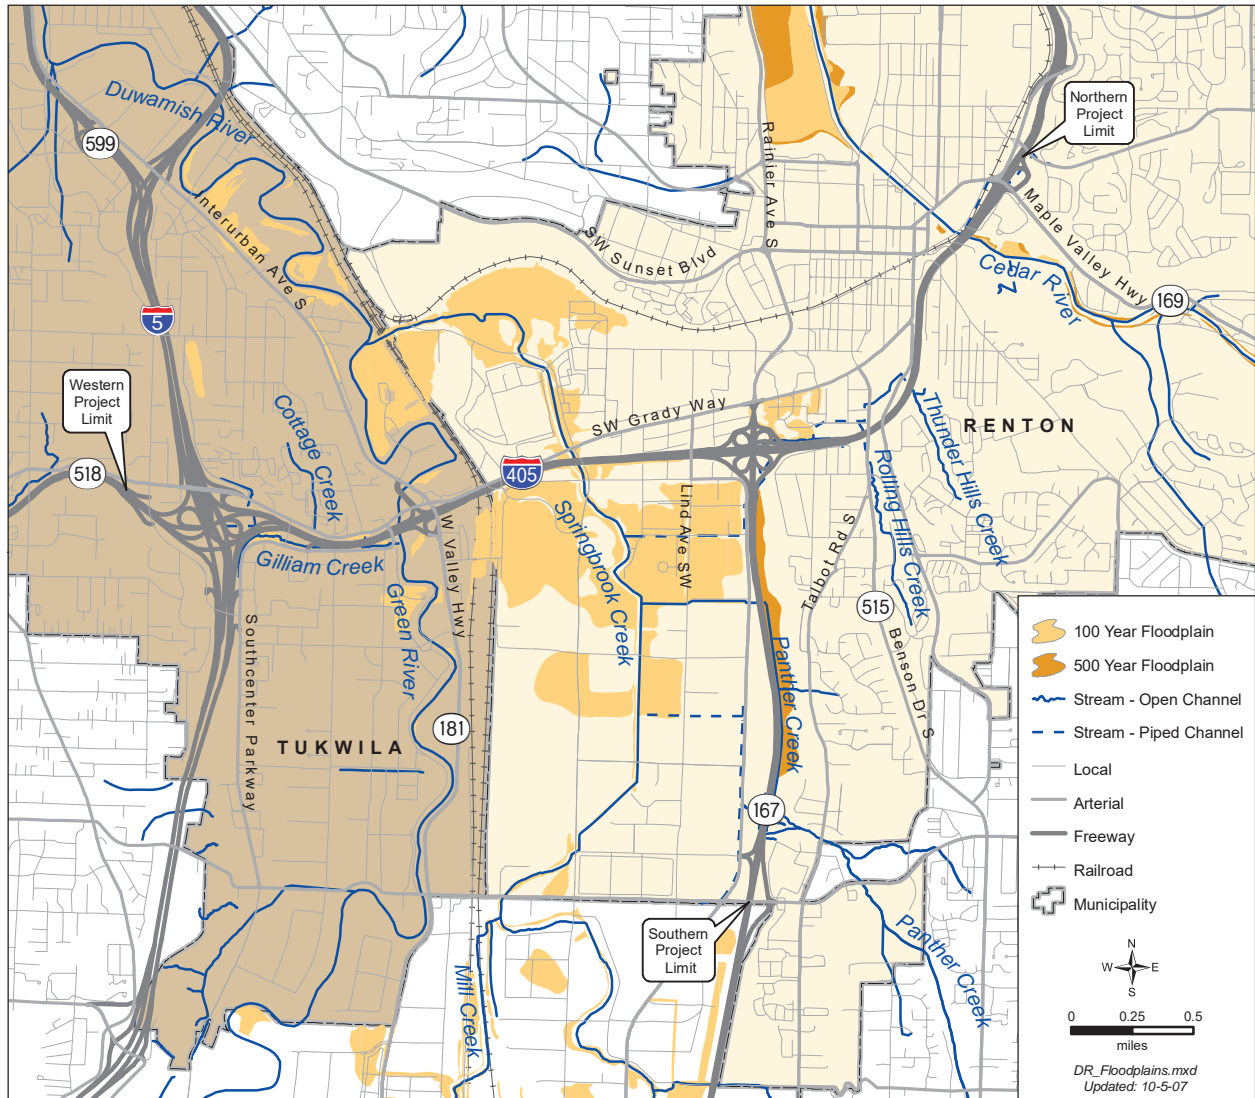 Duwamish River
599
Interurban Ave S
5
Western
Project
Limit
518
Cottage Creek
Gilliam Creek
Green River
W Valley Hwy
Southcenter Parkway
TUKWILA
181
Mill Creek
Rainier Ave S
SW Sunset Blvd
Northern
Project
Limit
Maple Valley Hwy
Cedar River
169
SW Grady Way
405
RENTON
Thunder Hills Creek
Rolling Hills Creek
Springbrook Creek
Lind Ave SW
Talbot Rd S
515
Benson Dr S
Panther Creek
167
Southern
Project
Limit
Panther Creek
100 Year Floodplain
500 Year Floodplain
Stream - Open Channel
Stream - Piped Channel
Local
Arterial
Freeway
Railroad
Municipality
N
W E
S
0 0.25 0.5
miles
DR_Floodplains.mxd
Updated: 10-5-07